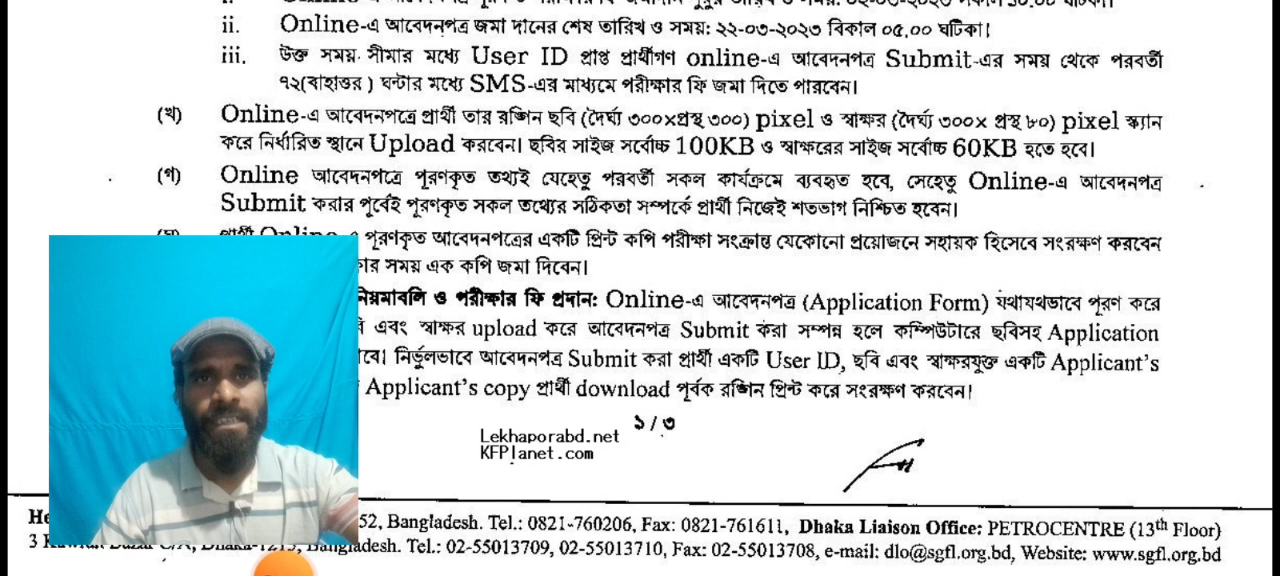 ii. Online-এ আবেদনপত্র জমা দানের শেষ তারিখ ও সময়: ২২-০৩-২০২৩ বিকাল ০৫.০০ ঘটিকা।
iii. উক্ত সময় সীমার মধ্যে User ID প্রাপ্ত প্রার্থীগণ online-এ আবেদনপত্র Submit-এর সময় থেকে পরবর্তী
৭২(বাহাত্তর) ঘন্টার মধ্যে SMS-এর মাধ্যমে পরীক্ষার ফি জমা দিতে পারবেন।
(খ) Online-এ আবেদনপত্রে প্রার্থী তার রঙ্গিন ছবি (দৈর্ঘ্য ৩০০×প্রস্থ ৩০০) pixel ও স্বাক্ষর (দৈর্ঘ্য ৩০০× প্রস্থ ৮০) pixel স্ক্যান
করে নির্ধারিত স্থানে Upload করবেন। ছবির সাইজ সর্বোচ্চ 100KB ও স্বাক্ষরের সাইজ সর্বোচ্চ 60KB হতে হবে।
(গ) Online আবেদনপত্রে পূরণকৃত তথ্যই যেহেতু পরবর্তী সকল কার্যক্রমে ব্যবহৃত হবে, সেহেতু Online-এ আবেদনপত্র
Submit করার পূর্বেই পূরণকৃত সকল তথ্যের সঠিকতা সম্পর্কে প্রার্থী নিজেই শতভাগ নিশ্চিত হবেন।
প্রার্থী Online-এ পূরণকৃত আবেদনপত্রের একটি প্রিন্ট কপি পরীক্ষা সংক্রান্ত যেকোনো প্রয়োজনে সহায়ক হিসেবে সংরক্ষণ করবেন
সময় এক কপি জমা দিবেন।
নিয়মাবলি ও পরীক্ষার ফি প্রদান: Online-এ আবেদনপত্র (Application Form) যথাযথভাবে পূরণ করে
এবং স্বাক্ষর upload করে আবেদনপত্র Submit করা সম্পন্ন হলে কম্পিউটারে ছবিসহ Application
নির্ভুলভাবে আবেদনপত্র Submit করা প্রার্থী একটি User ID, ছবি এবং স্বাক্ষরযুক্ত একটি Applicant's
Applicant's copy প্রার্থী download পূর্বক রঙ্গিন প্রিন্ট করে সংরক্ষণ করবেন।
১/৩
Lekhaporabd.net
KFPlanet.com
52, Bangladesh. Tel.: 0821-760206, Fax: 0821-761611, Dhaka Liaison Office: PETROCENTRE (13th Floor)
3 Kawran Bazar C/A, Dhaka-1215, Bangladesh. Tel.: 02-55013709, 02-55013710, Fax: 02-55013708, e-mail: dlo@sgfl.org.bd, Website: www.sgfl.org.bd